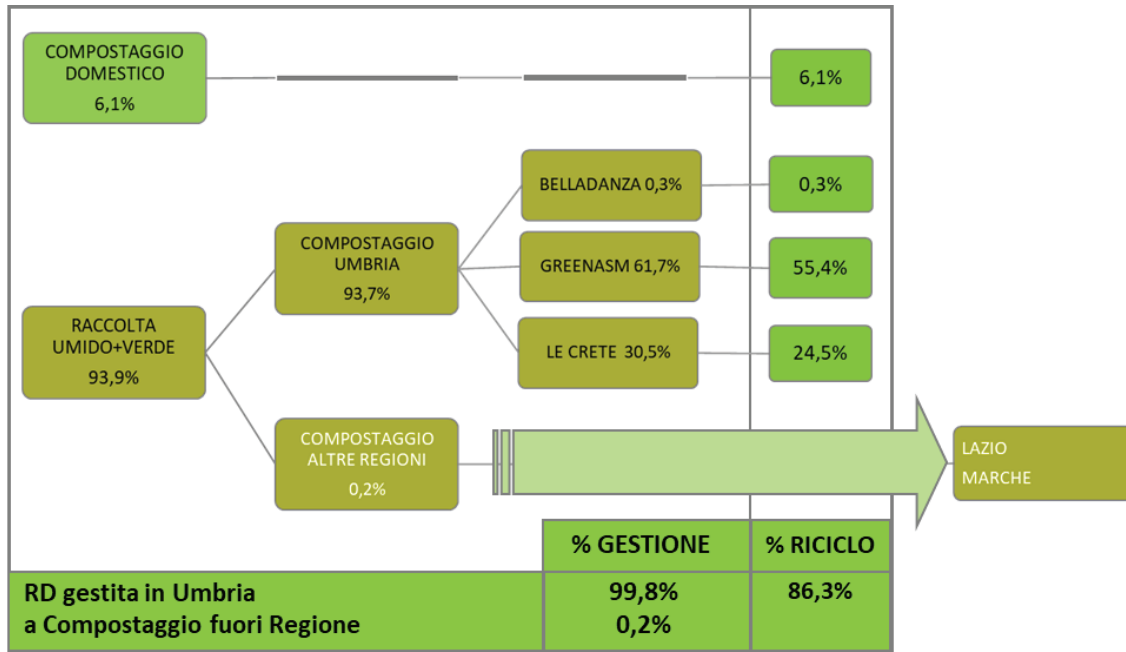 COMPOSTAGGIO
DOMESTICO
6,1%
6,1%
BELLADANZA 0,3%
0,3%
COMPOSTAGGIO
UMBRIA
93,7%
GREENASM 61,7%
55,4%
RACCOLTA
UMIDO+VERDE
93,9%
LE CRETE 30,5%
24,5%
COMPOSTAGGIO
ALTRE REGIONI
0,2%
LAZIO
MARCHE
% GESTIONE
% RICICLO
RD gestita in Umbria
99,8%
86,3%
a Compostaggio fuori Regione
0,2%